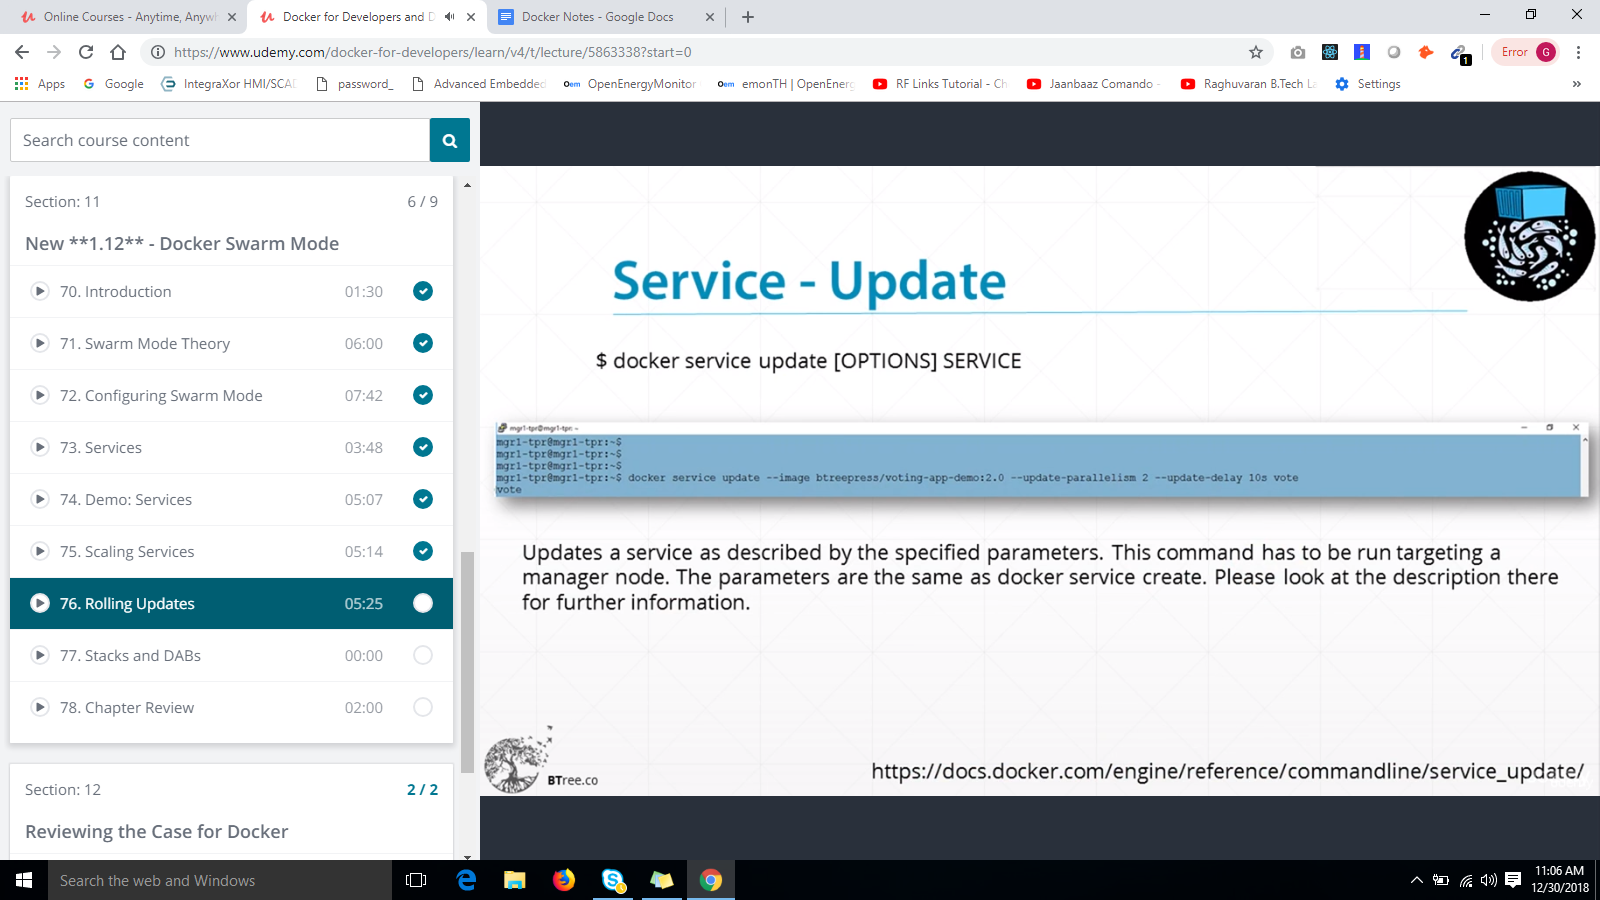 Online Courses - Anytime, Anywh
Docker for Developers and D
Docker Notes - Google Docs
https://www.udemy.com/docker-for-developers/learn/v4/t/lecture/5863338?start=0
1
Error
G
Apps
Google
IntegraXor HMI/SCAD
password_
Advanced Embedded
Oem
OpenEnergyMonitor
Oem
emonTH | OpenEnerg
RF Links Tutorial - Ch
Jaanbaaz Comando -
Raghuvaran B.Tech La
Settings
»
Search course content
Section: 11
6 / 9
New **1.12** - Docker Swarm Mode
70. Introduction 01:30
71. Swarm Mode Theory 06:00
72. Configuring Swarm Mode 07:42
73. Services 03:48
74. Demo: Services 05:07
75. Scaling Services 05:14
76. Rolling Updates 05:25
77. Stacks and DABs 00:00
78. Chapter Review 02:00
Section: 12
2 / 2
Reviewing the Case for Docker
Service - Update
$ docker service update [OPTIONS] SERVICE
mgr1-tpr@mgr1-tpr: ~
mgr1-tpr@mgr1-tpr:~$
mgr1-tpr@mgr1-tpr:~$
mgr1-tpr@mgr1-tpr:~$
mgr1-tpr@mgr1-tpr:~$ docker service update --image btreepress/voting-app-demo:2.0 --update-parallelism 2 --update-delay 10s vote
vote
Updates a service as described by the specified parameters. This command has to be run targeting a
manager node. The parameters are the same as docker service create. Please look at the description there
for further information.
BTree.co
https://docs.docker.com/engine/reference/commandline/service_update/
Search the web and Windows
11:06 AM
12/30/2018